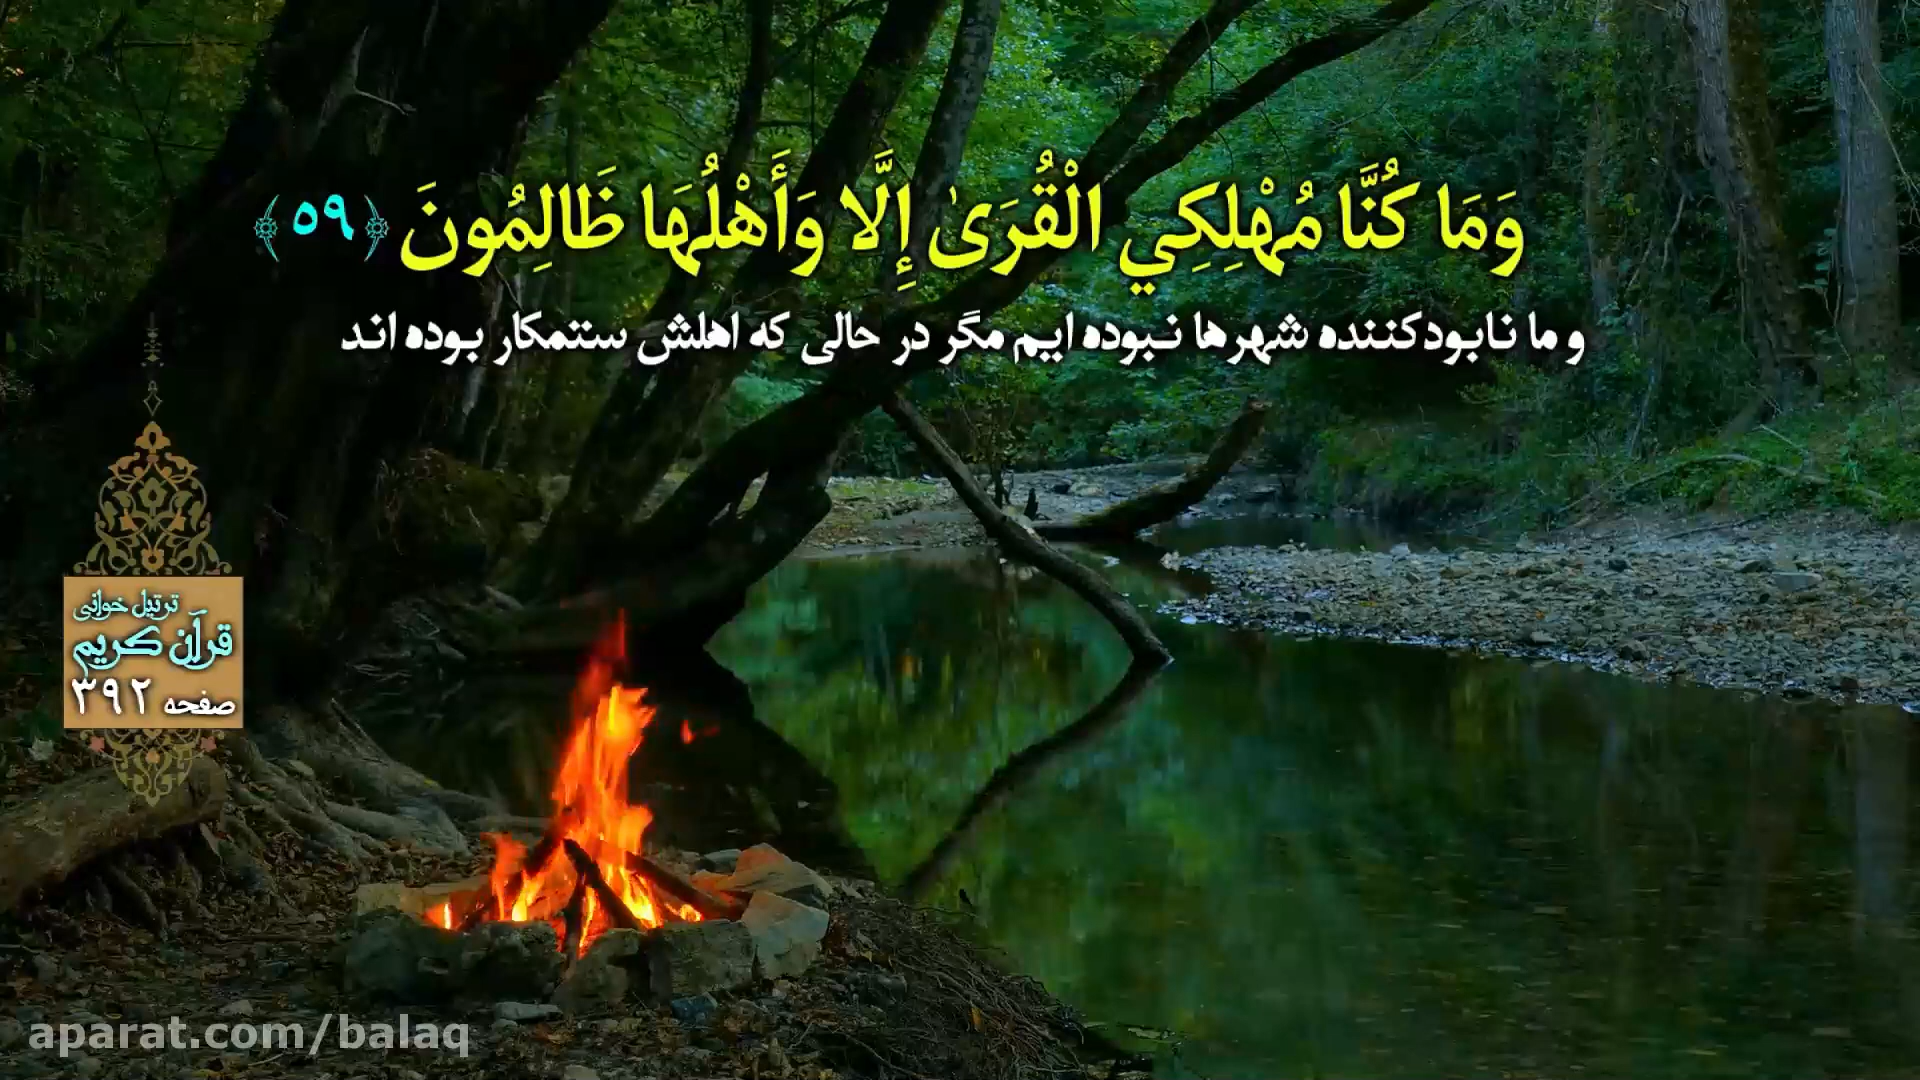 وَمَا كُنَّا مُهْلِكِي الْقُرَىٰ إِلَّا وَأَهْلُهَا ظَالِمُونَ ﴿٥٩﴾
و ما نابودکننده شهرها نبوده ایم مگر در حالی که اهلش ستمکار بوده اند
ترتیل خوانی
قرآن کریم
صفحه ۳۹۲
aparat.com/balaq